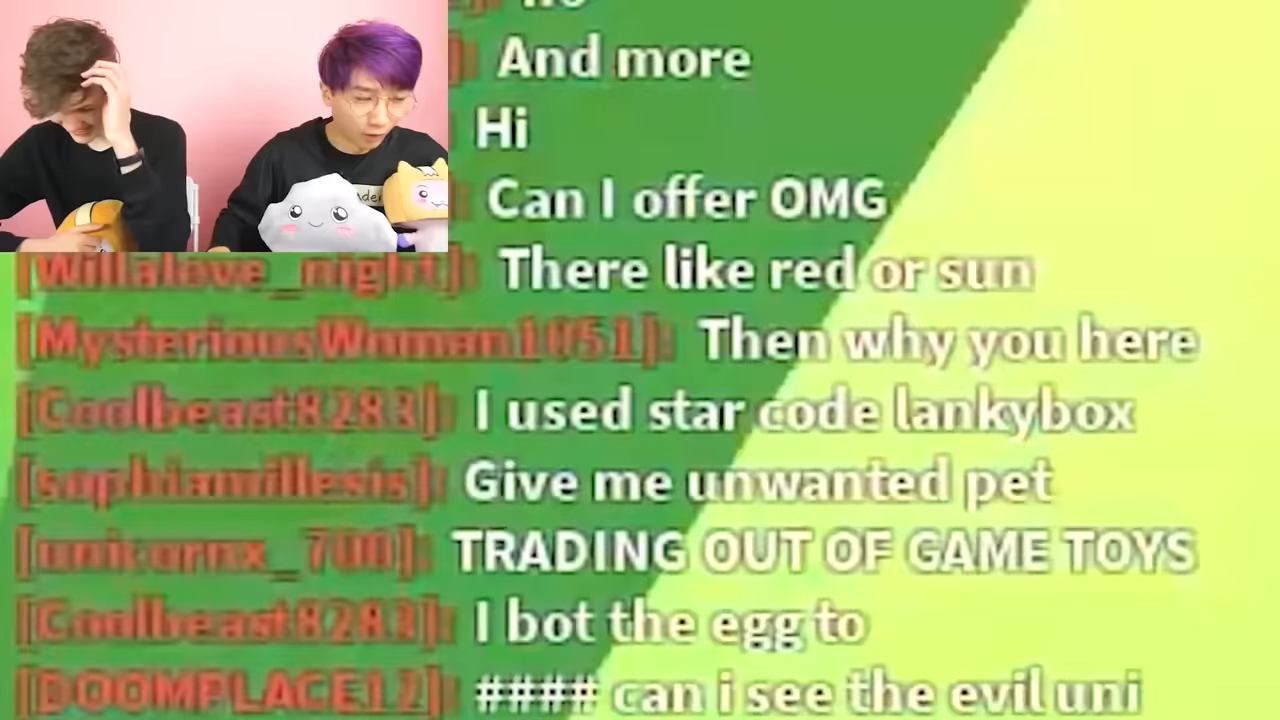 And more
Hi
Can I offer OMG
[Willalove_night]: There like red or sun
[MysteriousWoman1051]: Then why you here
[Coolbeast8283]: I used star code lankybox
[sophiamillesis]: Give me unwanted pet
[unicornx_700]: TRADING OUT OF GAME TOYS
[Coolbeast8283]: I bot the egg to
[DOOMPLACE12]: #### can i see the evil uni